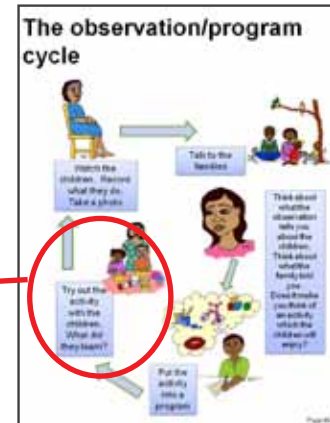 The observation/program
cycle
Watch the
children. Record
what they do.
Take a photo
Talk to the
families
Think about
what the
observation
tells you
about the
children.
Think about
what the
family told
you.
Does it make
you think of
an activity
which the
children will
enjoy?
Put the
activity
into a
program
Try out the
activity
with the
children.
What did
they learn?